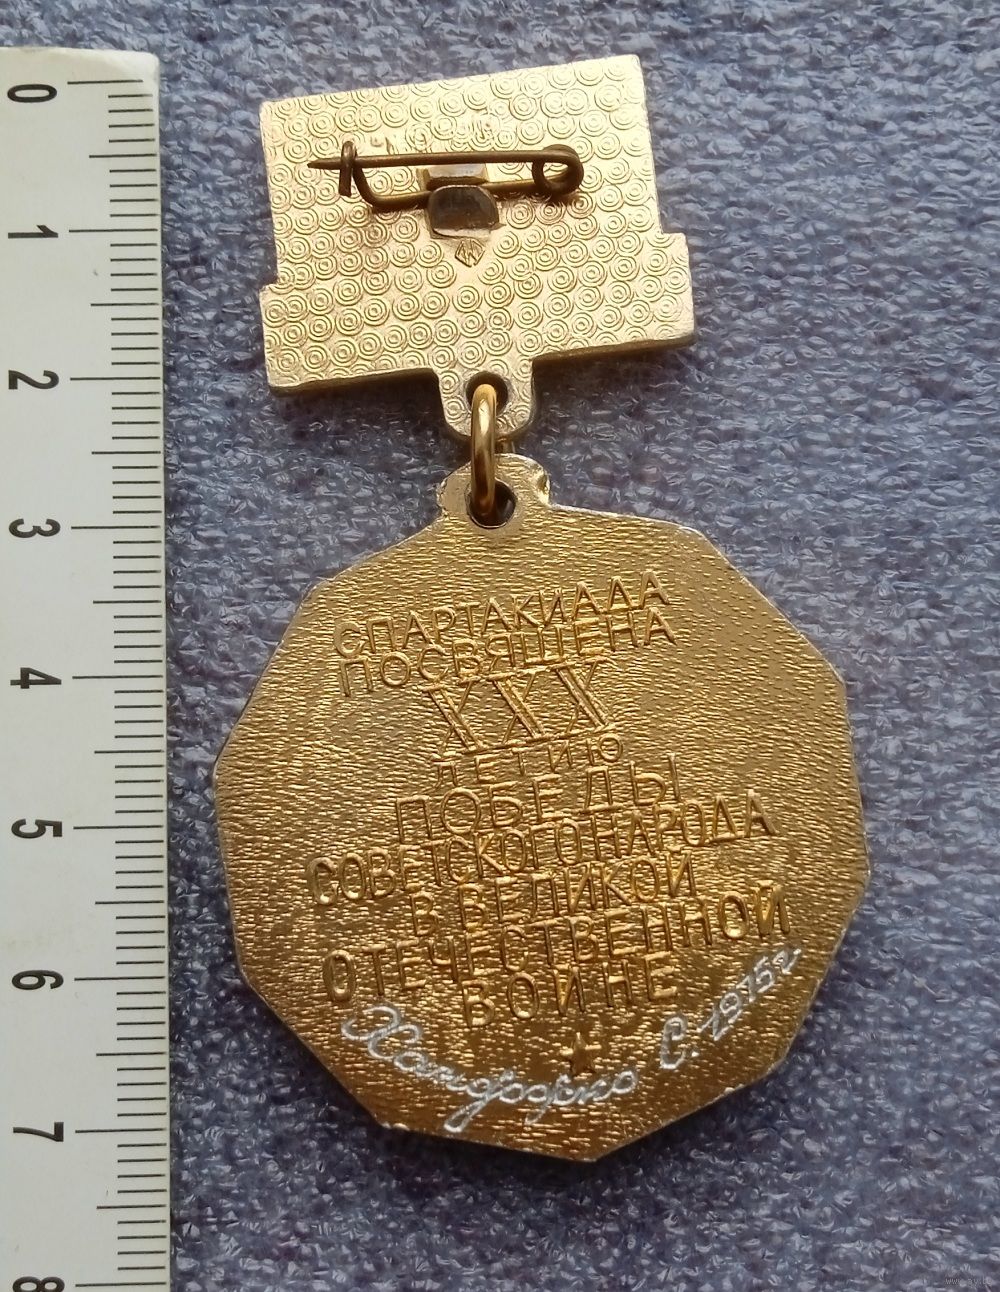 0
1
2
3
4
5
6
7
8
СПАРТАКИАДА
ПОСВЯЩЕНА
XXX
ЛЕТИЮ
ПОБЕДЫ
СОВЕТСКОГО НАРОДА
В ВЕЛИКОЙ
ОТЕЧЕСТВЕННОЙ
ВОЙНЕ
С. 1975г